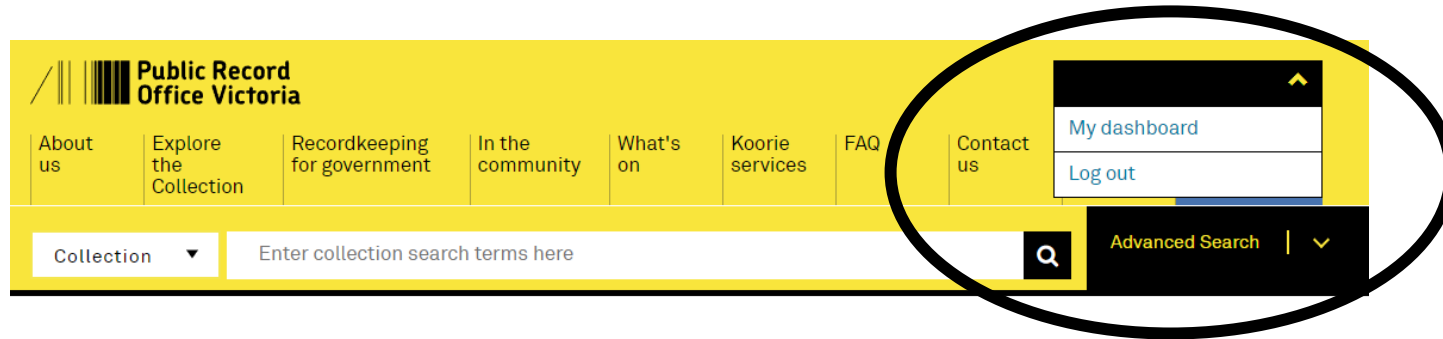 Public Record
Office Victoria
My dashboard
Log out
About
us
Explore
the
Collection
Recordkeeping
for government
In the
community
What's
on
Koorie
services
FAQ
Contact
us
Collection
Enter collection search terms here
Advanced Search